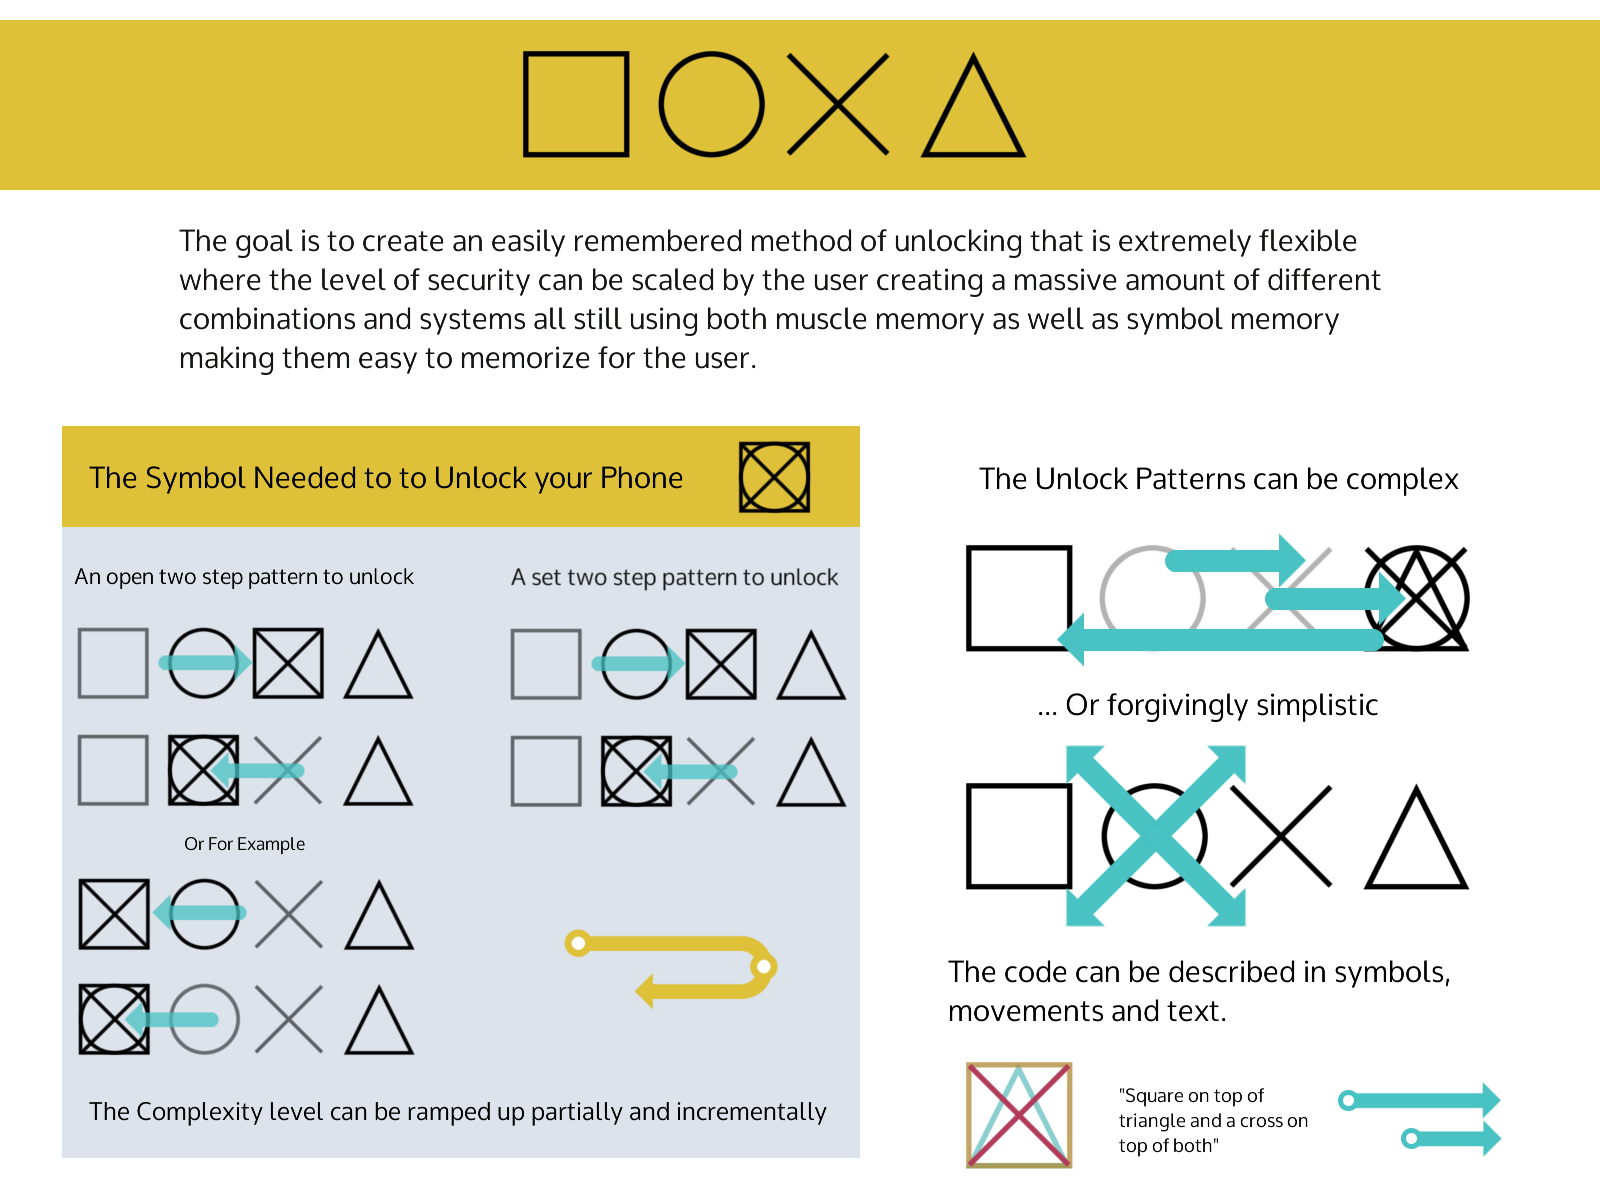 The goal is to create an easily remembered method of unlocking that is extremely flexible
where the level of security can be scaled by the user creating a massive amount of different
combinations and systems all still using both muscle memory as well as symbol memory
making them easy to memorize for the user.
The Symbol Needed to to Unlock your Phone
An open two step pattern to unlock
A set two step pattern to unlock
Or For Example
The Complexity level can be ramped up partially and incrementally
The Unlock Patterns can be complex
... Or forgivingly simplistic
The code can be described in symbols,
movements and text.
"Square on top of
triangle and a cross on
top of both"